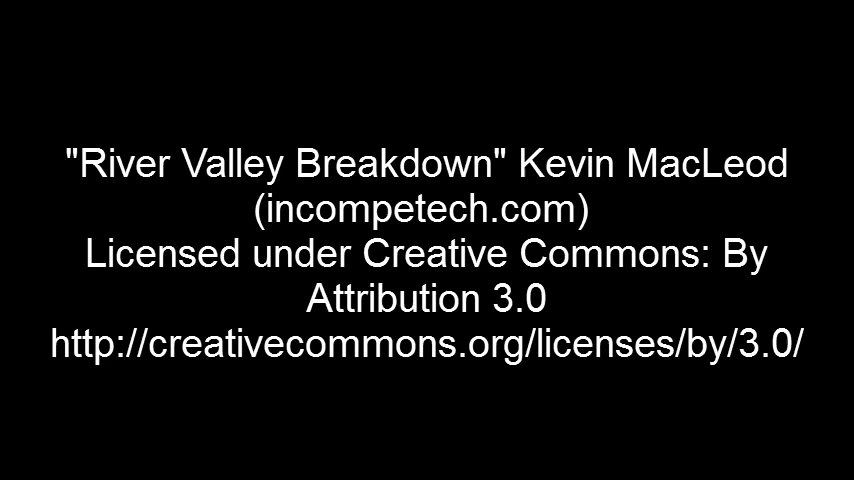 "River Valley Breakdown" Kevin MacLeod
(incompetech.com)
Licensed under Creative Commons: By
Attribution 3.0
http://creativecommons.org/licenses/by/3.0/